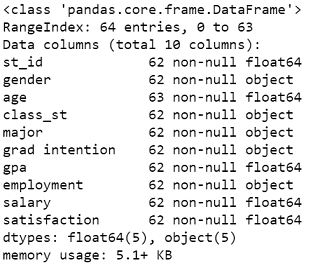 <class 'pandas.core.frame.DataFrame'>
RangeIndex: 64 entries, 0 to 63
Data columns (total 10 columns):
st_id 62 non-null float64
gender 62 non-null object
age 63 non-null float64
class_st 62 non-null object
major 62 non-null object
grad intention 62 non-null object
gpa 62 non-null float64
employment 62 non-null object
salary 62 non-null float64
satisfaction 62 non-null float64
dtypes: float64(5), object(5)
memory usage: 5.1+ KB